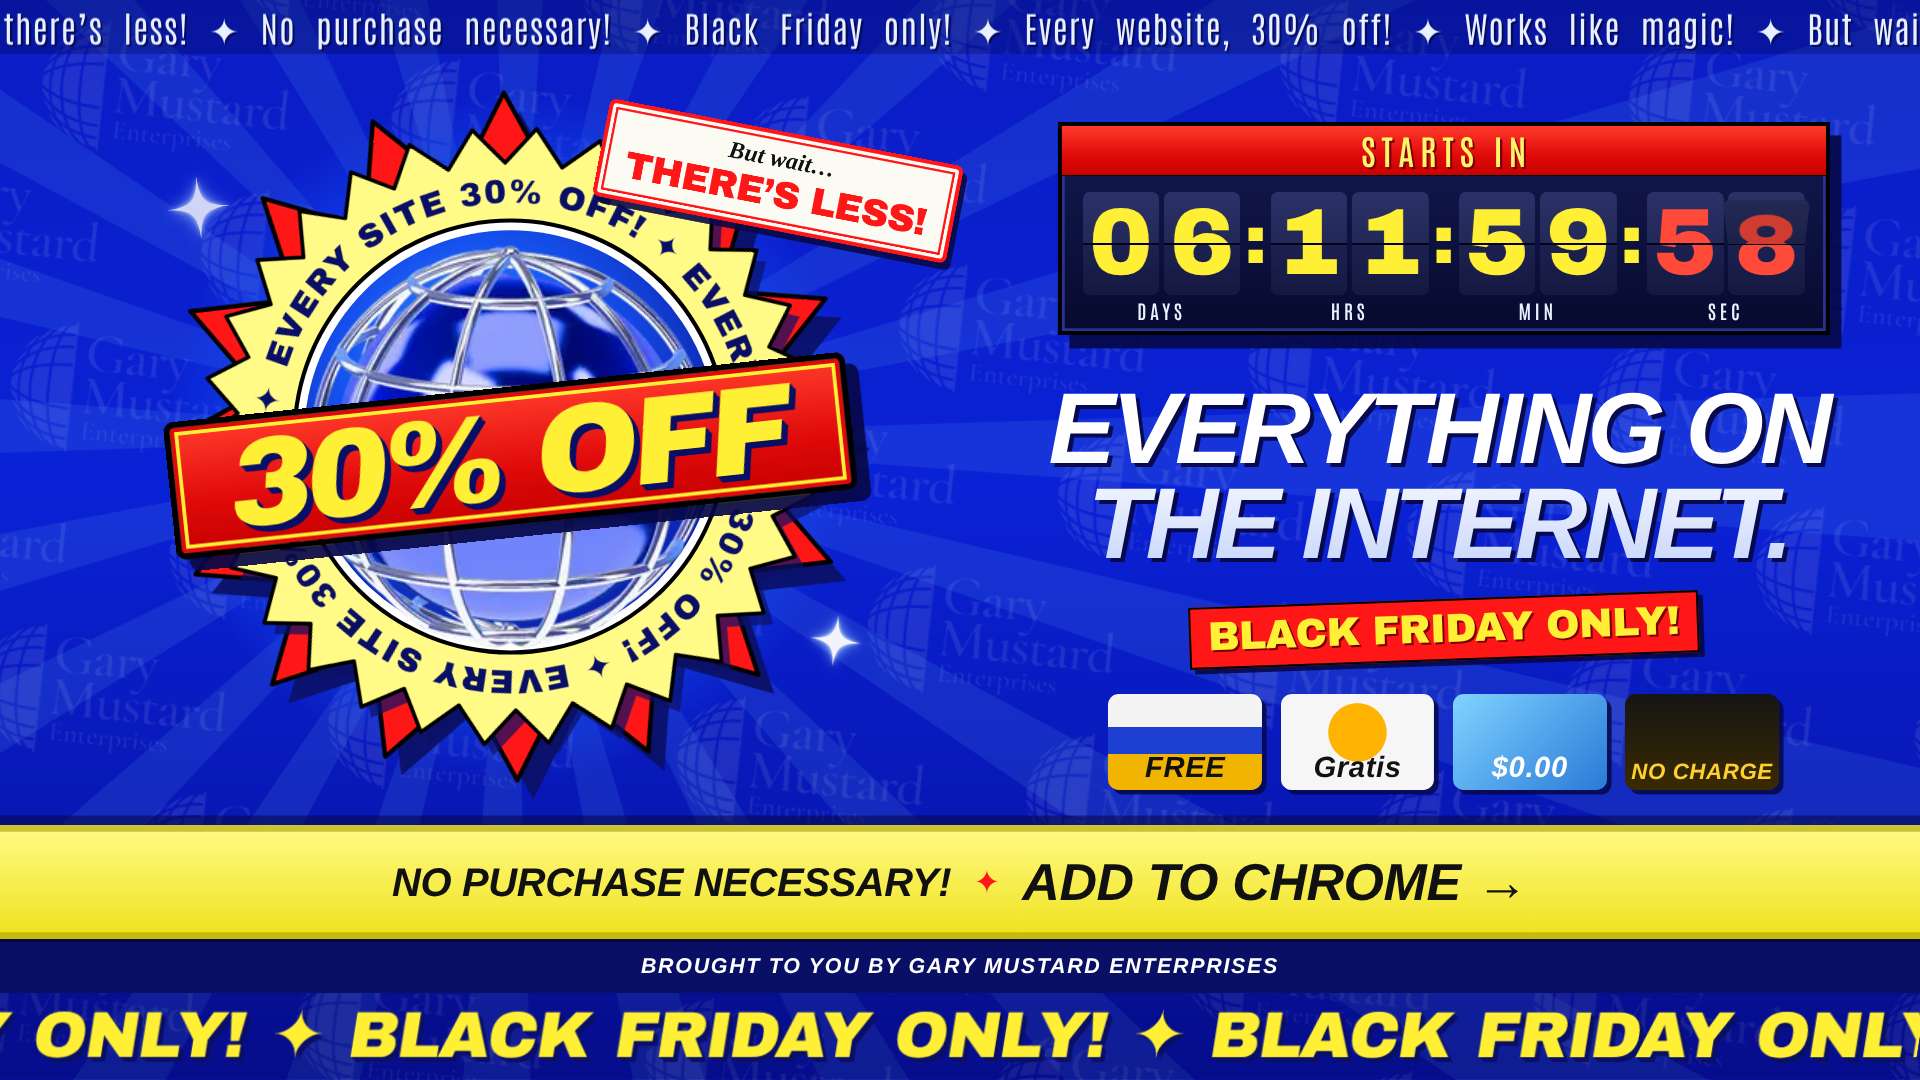 there’s less! ✦ No purchase necessary! ✦ Black Friday only! ✦ Every website, 30% off! ✦ Works like magic! ✦ But wai
But wait…
THERE’S LESS!
EVERY SITE 30% OFF! ✦ EVERY
30% OFF! ✦ EVERY SITE 30%
30% OFF
STARTS IN
06:11:59:58
DAYS HRS MIN SEC
EVERYTHING ON
THE INTERNET.
BLACK FRIDAY ONLY!
FREE Gratis $0.00 NO CHARGE
NO PURCHASE NECESSARY! ✦ ADD TO CHROME →
BROUGHT TO YOU BY GARY MUSTARD ENTERPRISES
Y ONLY! ✦ BLACK FRIDAY ONLY! ✦ BLACK FRIDAY ONLY
Gary
Mustard
Enterprises